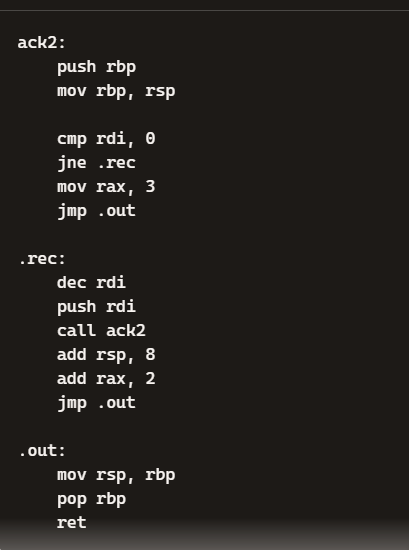 ack2:
push rbp
mov rbp, rsp
cmp rdi, 0
jne .rec
mov rax, 3
jmp .out
.rec:
dec rdi
push rdi
call ack2
add rsp, 8
add rax, 2
jmp .out
.out:
mov rsp, rbp
pop rbp
ret